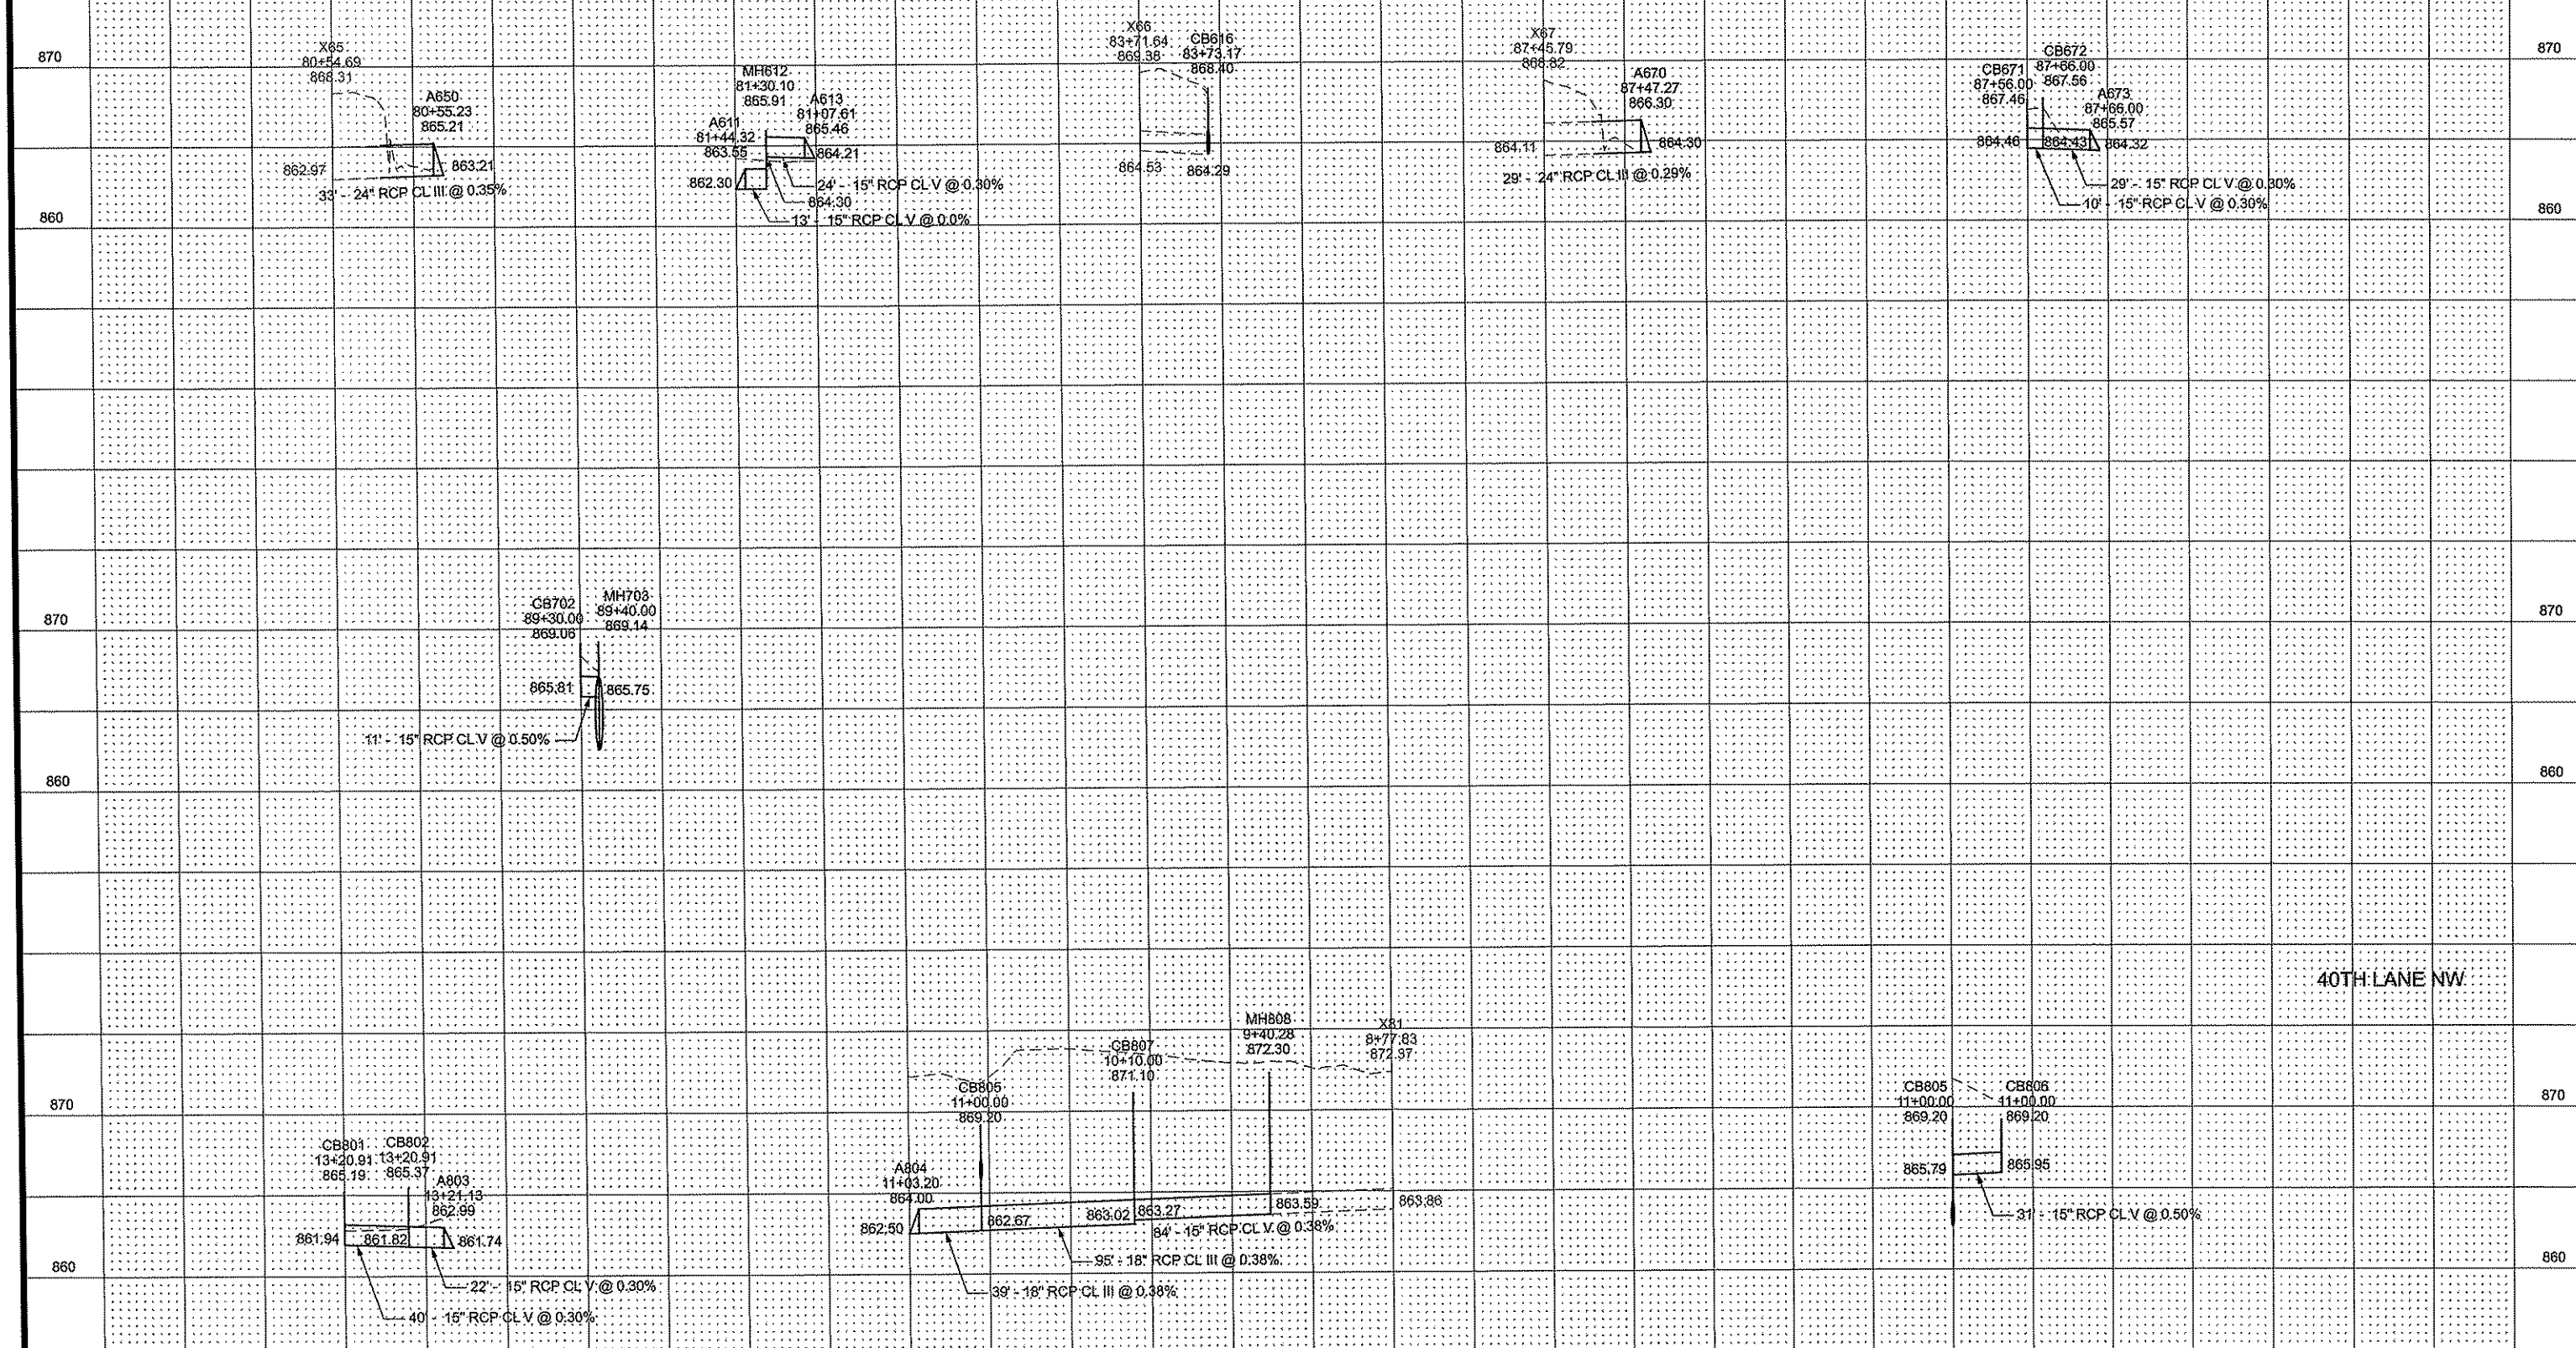 870
X65
80+54.69
868.31
A650
80+55.23
865.21
862.97
863.21
33' - 24" RCP CL III @ 0.35%
MH612
81+30.10
865.91
A611
81+44.32
863.55
A613
81+07.61
865.46
864.21
862.30
24' - 15" RCP CL V @ 0.30%
864.30
13' - 15" RCP CL V @ 0.0%
X66
83+71.64
869.38
CB616
83+73.17
868.40
864.53
864.29
X67
87+45.79
868.82
A670
87+47.27
866.30
864.11
864.30
29' - 24" RCP CL III @ 0.29%
CB671
87+56.00
867.46
CB672
87+66.00
867.56
A673
87+66.00
865.57
864.46
864.43
864.32
29' - 15" RCP CL V @ 0.30%
10' - 15" RCP CL V @ 0.30%
870
860
860
870
CB702
89+30.00
869.06
MH703
89+40.00
869.14
865.81
865.75
11' - 15" RCP CL V @ 0.50%
870
860
860
40TH LANE NW
870
CB801
13+20.91
865.19
CB802
13+20.91
865.37
A803
13+21.13
862.99
861.94
861.82
861.74
22' - 15" RCP CL V @ 0.30%
40' - 15" RCP CL V @ 0.30%
A804
11+03.20
864.00
CB805
11+00.00
869.20
CB807
10+10.00
871.10
MH808
9+40.28
872.30
X81
8+77.83
872.37
862.50
862.67
863.02
863.27
863.59
863.86
84' - 15" RCP CL V @ 0.38%
95' - 18" RCP CL III @ 0.38%
39' - 18" RCP CL III @ 0.38%
CB805
11+00.00
869.20
CB806
11+00.00
869.20
865.79
865.95
31' - 15" RCP CL V @ 0.50%
870
860
860